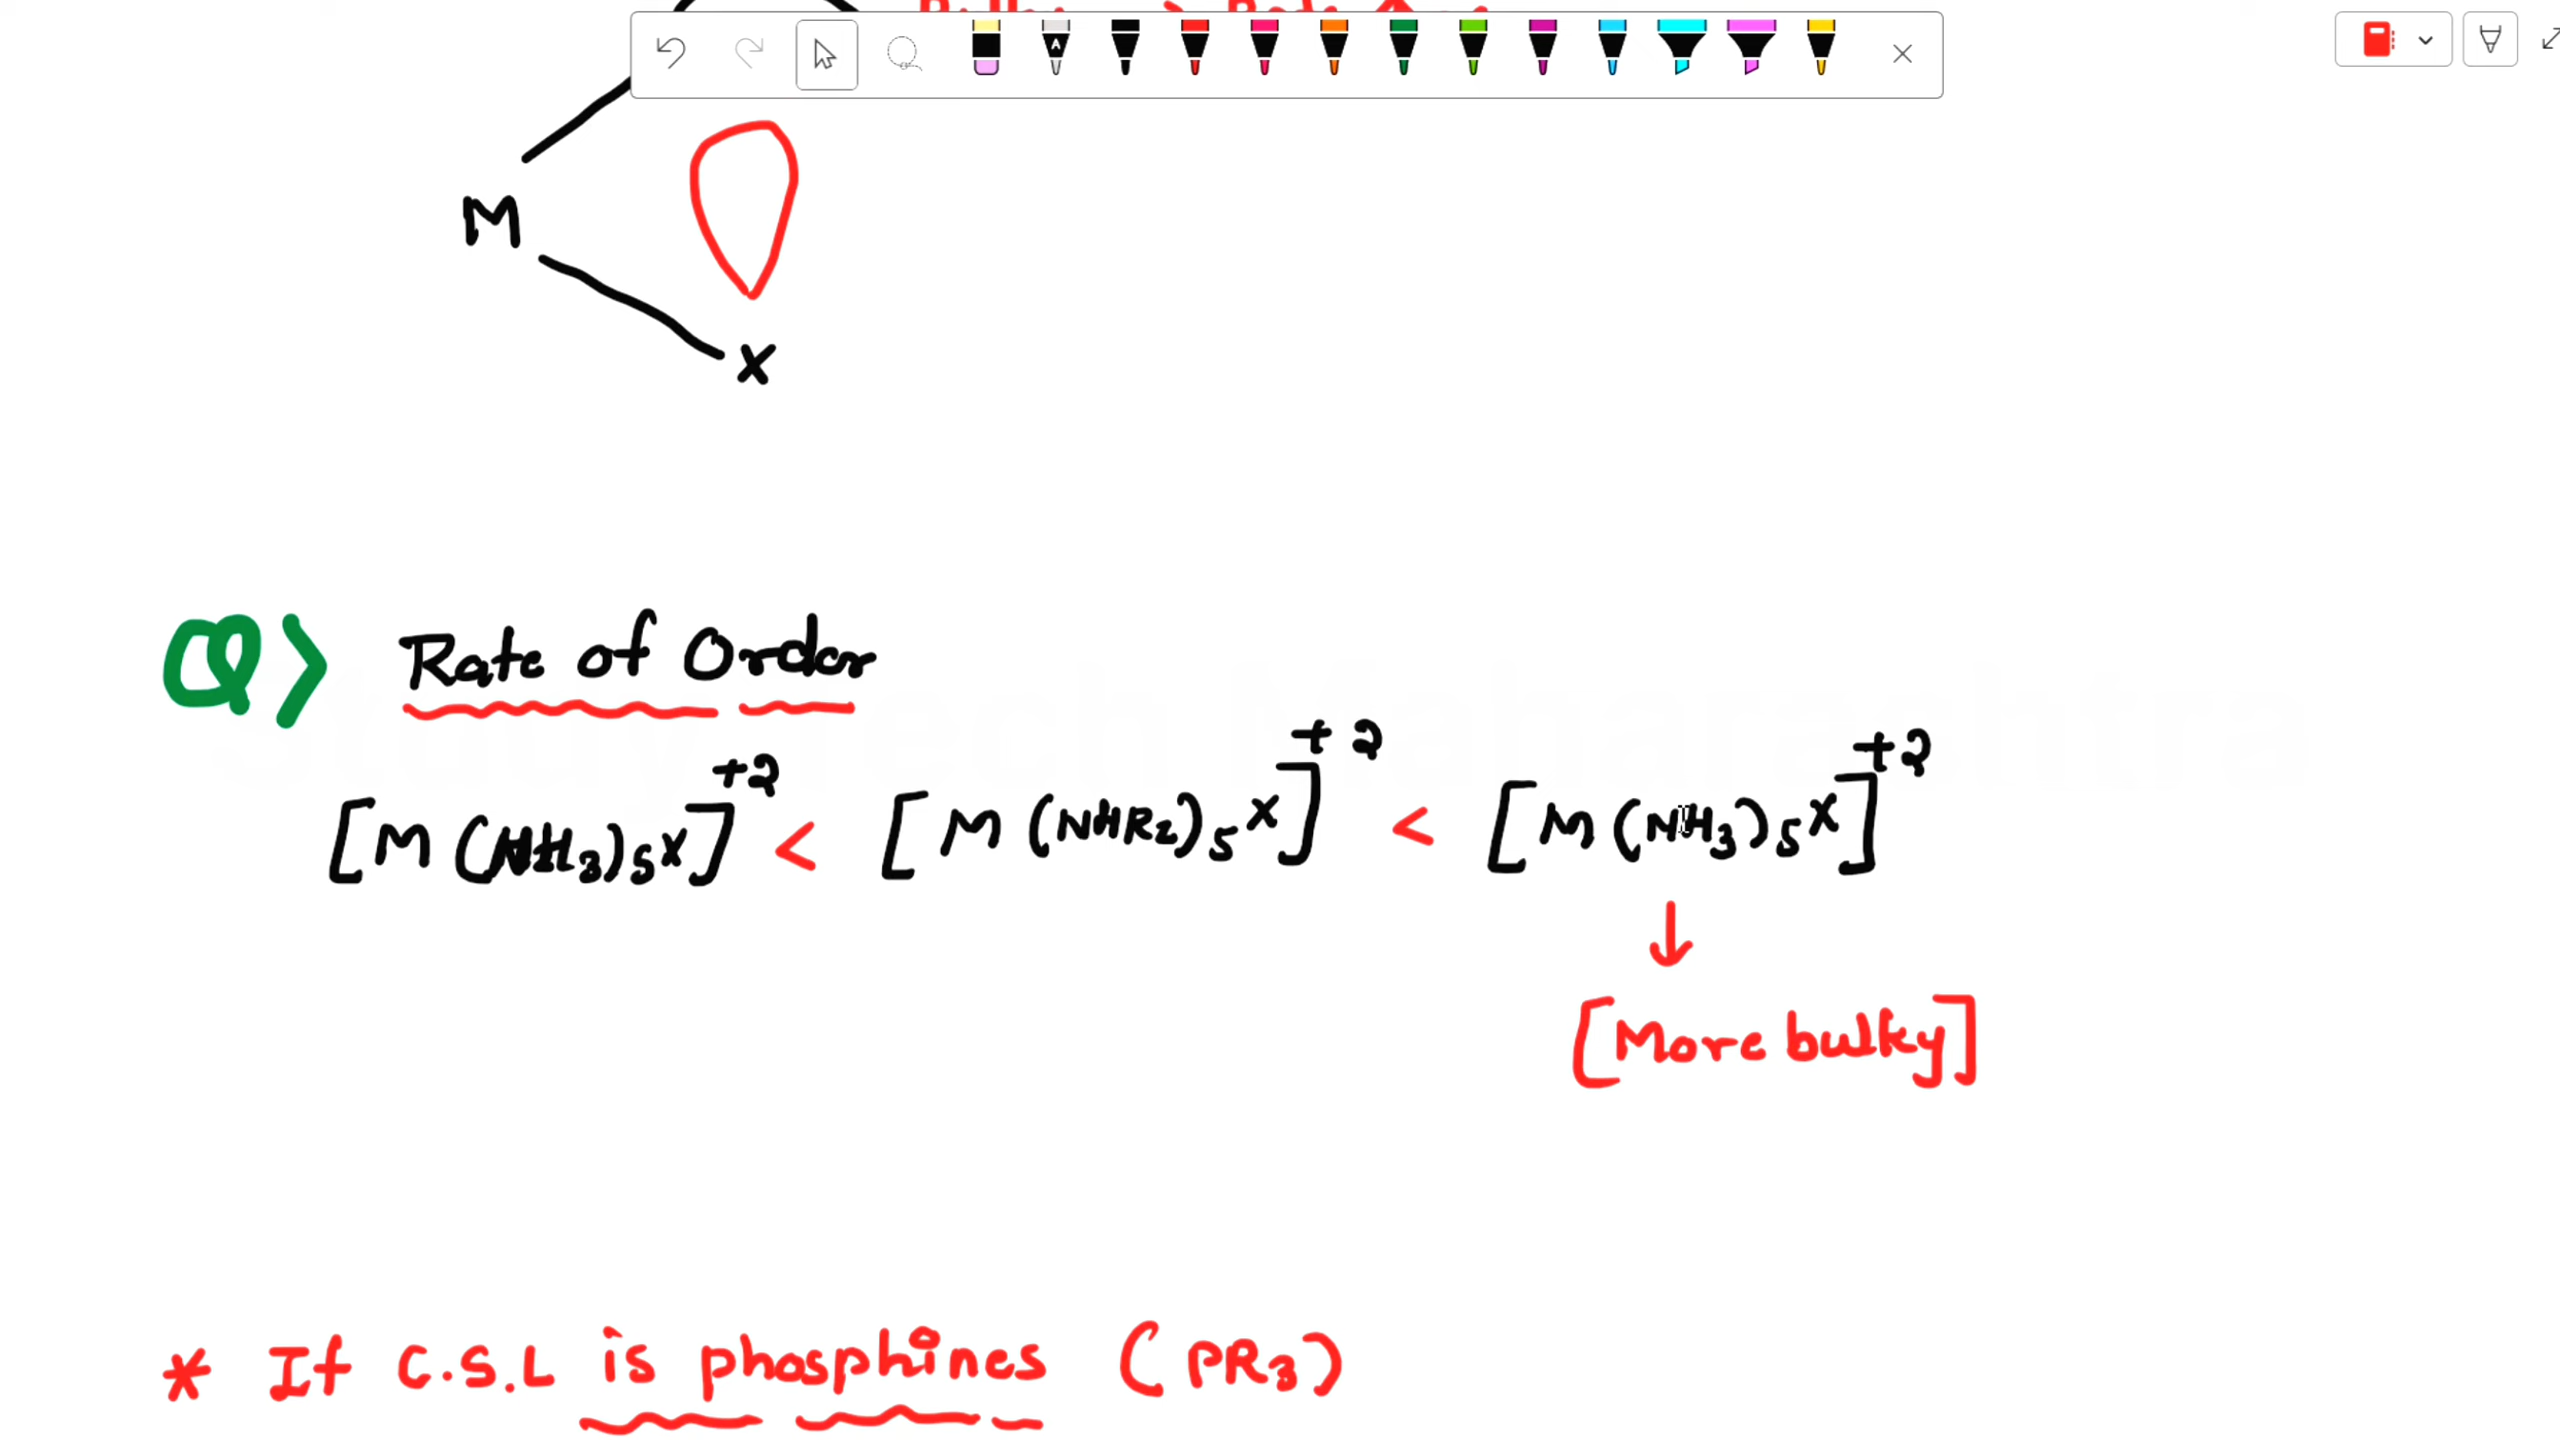 M
X
Q> Rate of Order
[M(NH₃)₅X]⁺² < [M(NHR₂)₅X]⁺² < [M(NH₃)₅X]⁺²
↓
[More bulky]
* If C.S.L is phosphines (PR₃)